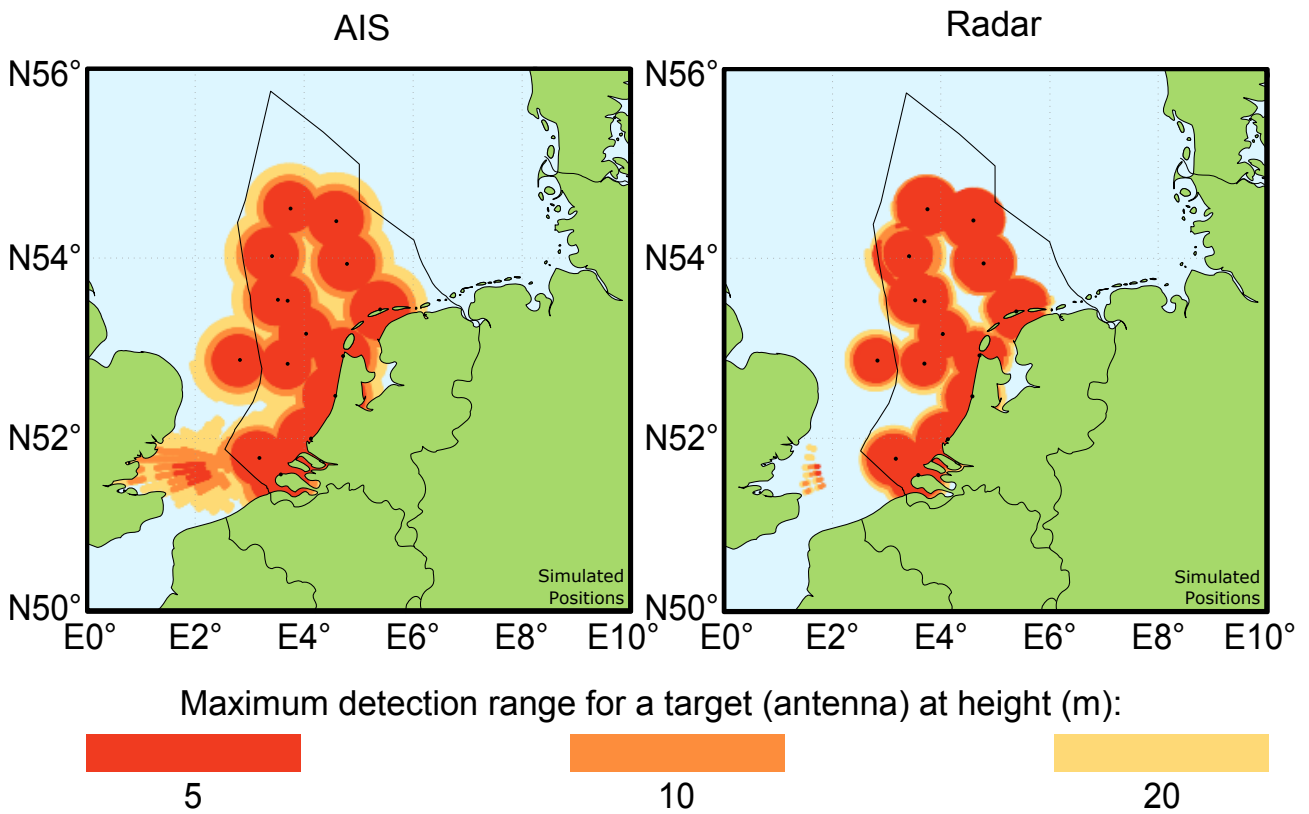 AIS
Radar
N56°
N54°
N52°
N50°
E0°
E2°
E4°
E6°
E8°
E10°
Simulated
Positions
N56°
N54°
N52°
N50°
E0°
E2°
E4°
E6°
E8°
E10°
Simulated
Positions
Maximum detection range for a target (antenna) at height (m):
5
10
20